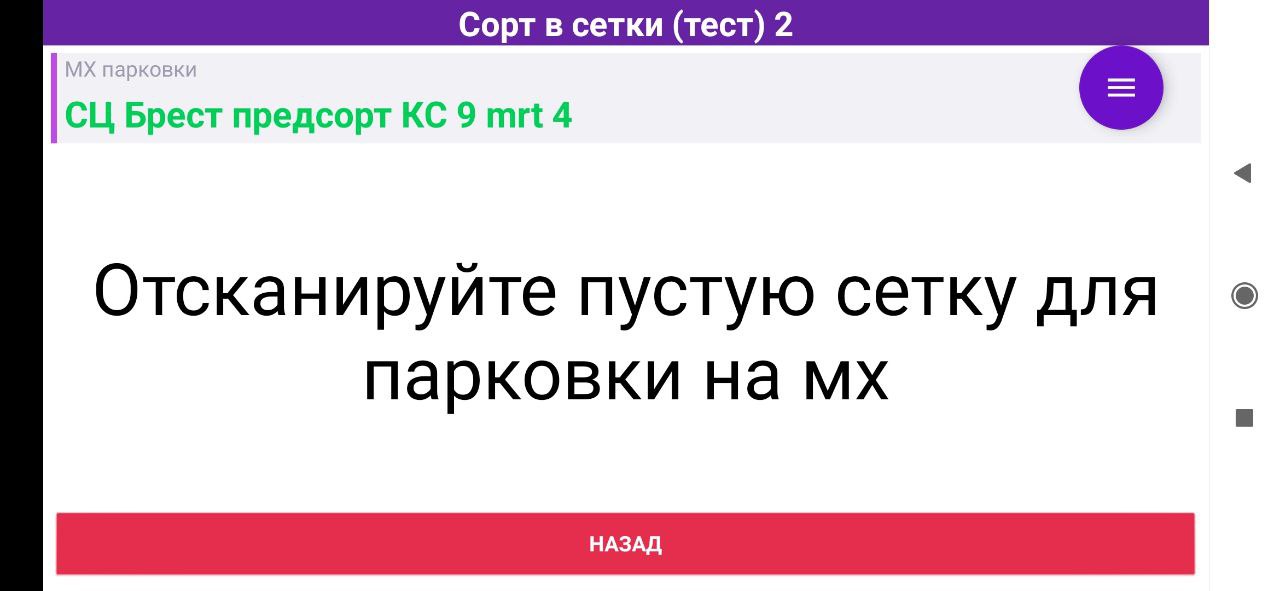 Сорт в сетки (тест) 2
МХ парковки
СЦ Брест предсорт КС 9 mrt 4
Отсканируйте пустую сетку для
парковки на мх
НАЗАД